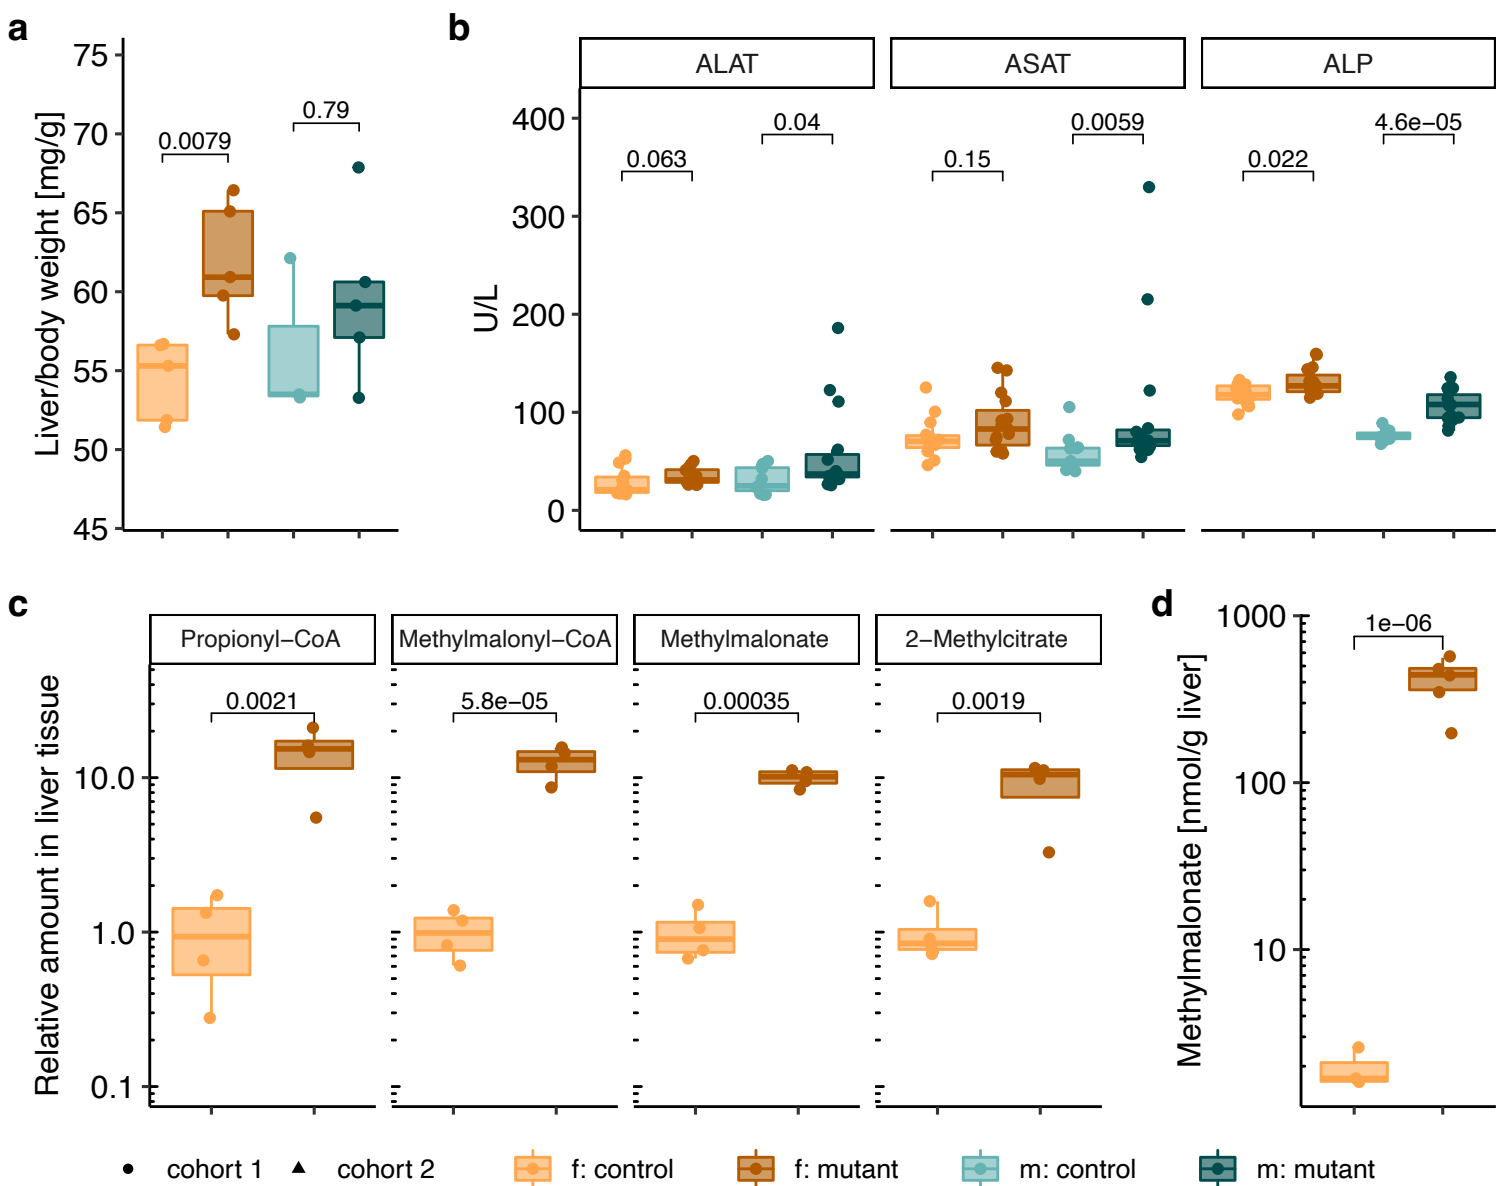 a
Liver/body weight [mg/g]
75
70
65
60
55
50
45
0.0079
0.79
b
ALAT
ASAT
ALP
U/L
400
300
200
100
0
0.063
0.04
0.15
0.0059
0.022
4.6e−05
c
Propionyl−CoA
Methylmalonyl−CoA
Methylmalonate
2−Methylcitrate
Relative amount in liver tissue
10.0
1.0
0.1
0.0021
5.8e−05
0.00035
0.0019
d
Methylmalonate [nmol/g liver]
1000
100
10
1e−06
cohort 1
cohort 2
f: control
f: mutant
m: control
m: mutant